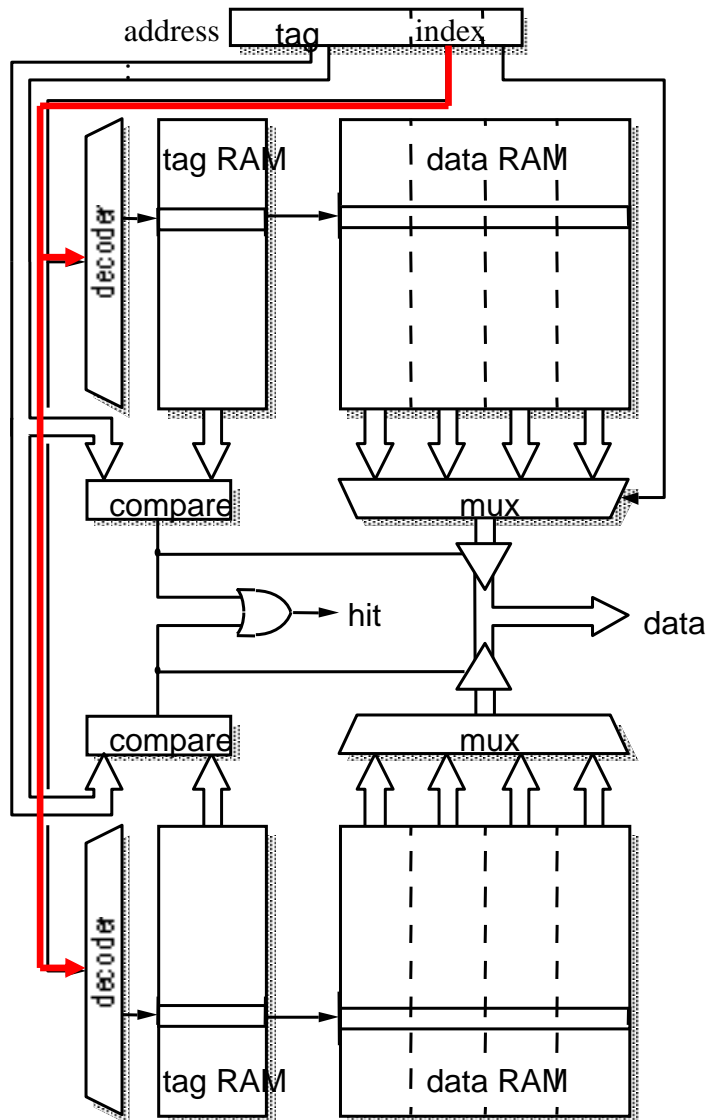 address tag index
tag RAM data RAM
decoder
compare mux
hit
data
compare mux
decoder
tag RAM data RAM